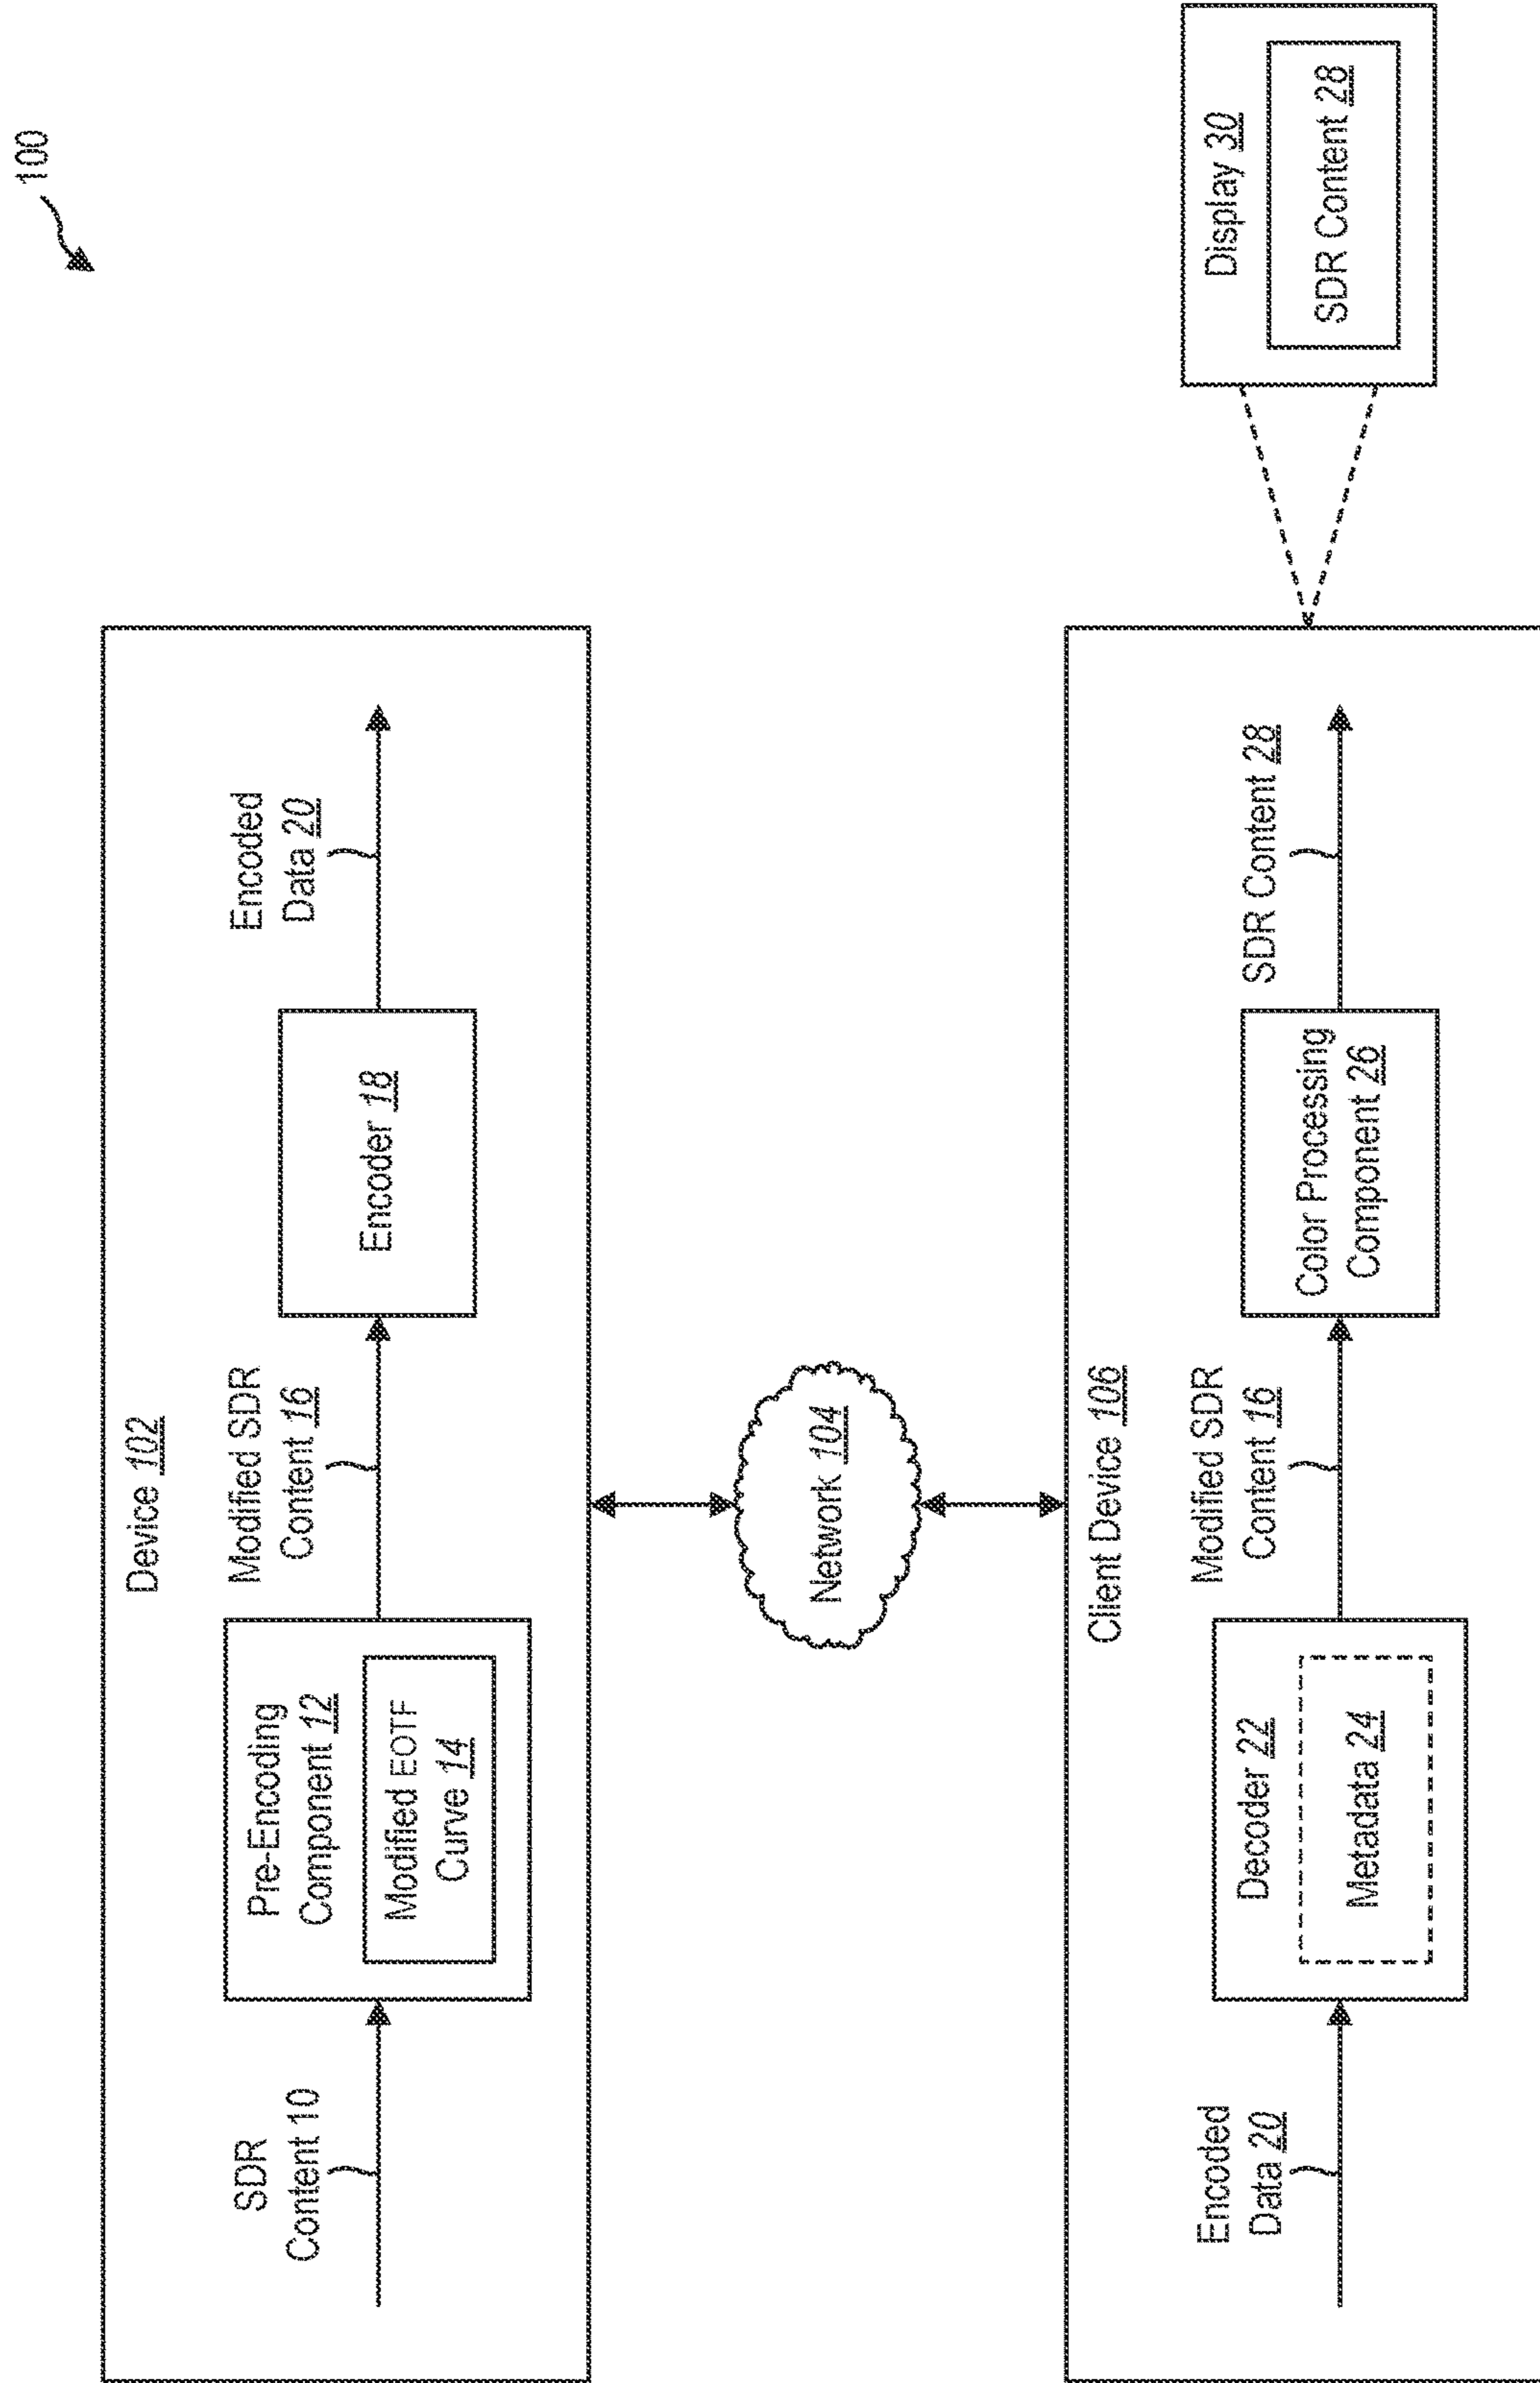 100
Device 102
SDR
Content 10
Pre-Encoding
Component 12
Modified EOTF
Curve 14
Modified SDR
Content 16
Encoder 18
Encoded
Data 20
Network 104
Client Device 106
Encoded
Data 20
Decoder 22
Metadata 24
Modified SDR
Content 16
Color Processing
Component 26
SDR Content 28
Display 30
SDR Content 28